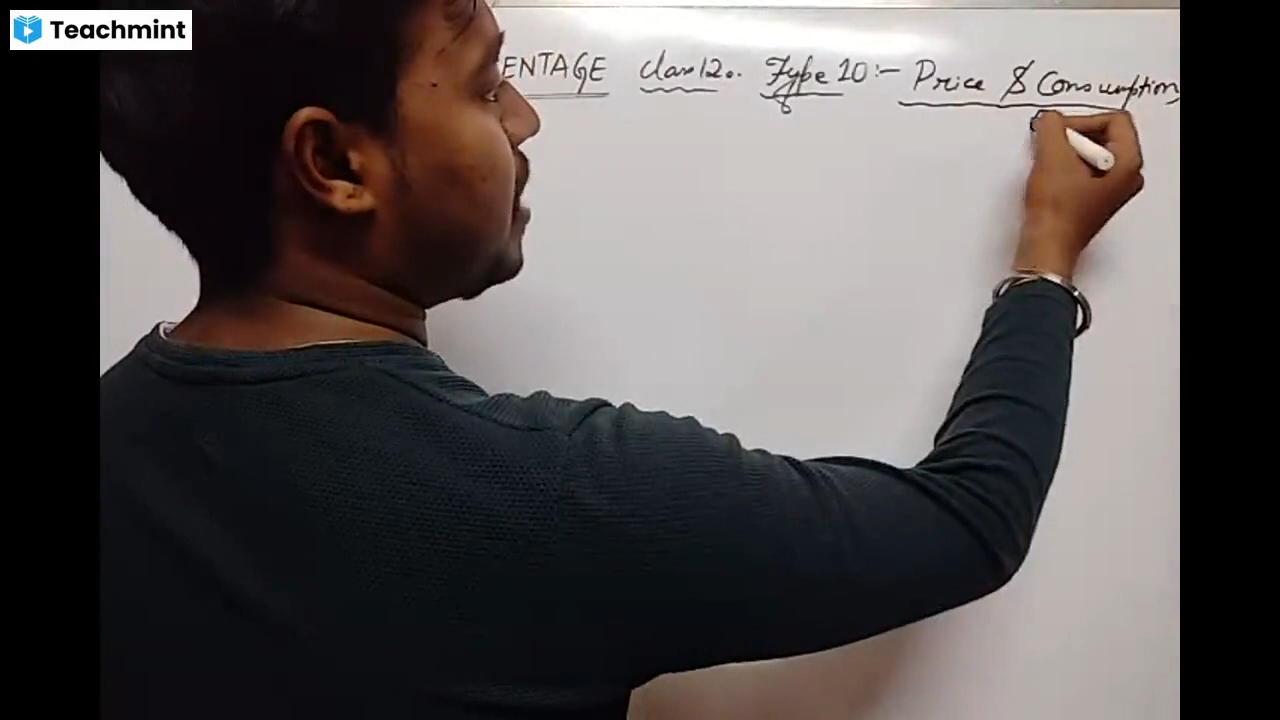 Teachmint
ENTAGE Class 12. Type 10:- Price & Consumption